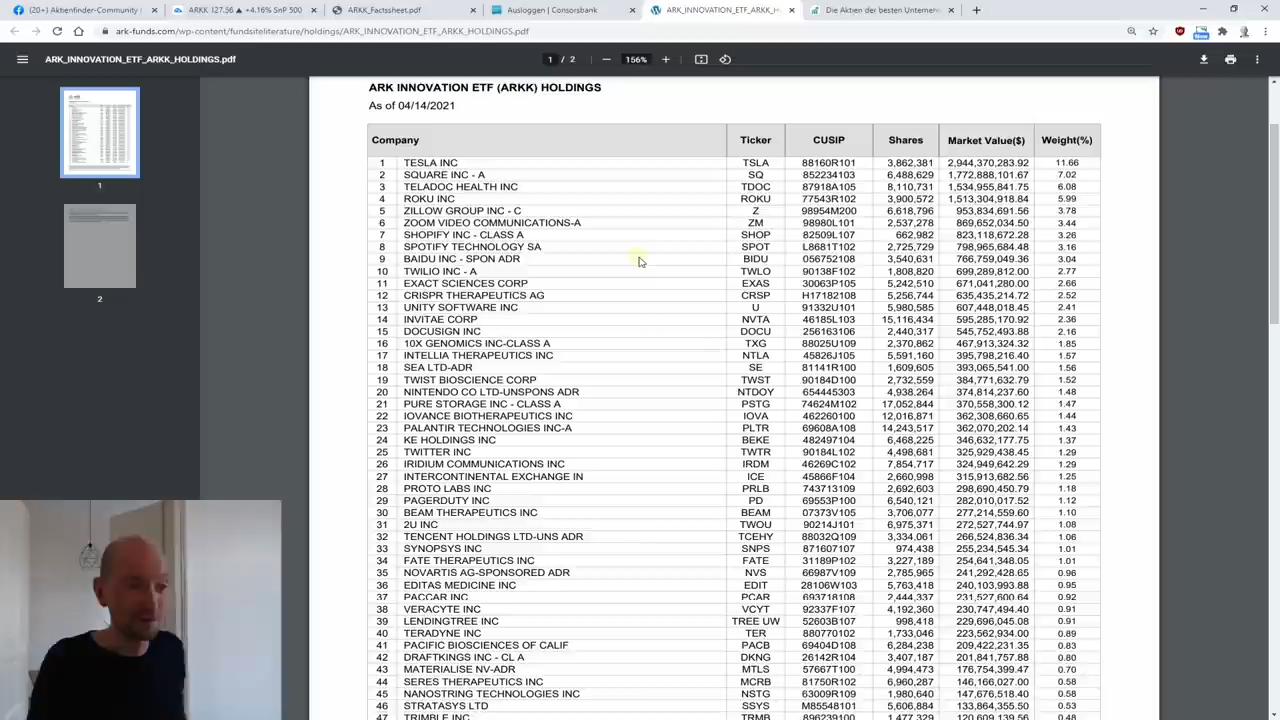 (20+) Aktienfinder-Community |
ARKK 127.56 ▲ +4.16% SnP 500
ARKK_Factssheet.pdf
Ausloggen | Consorsbank
ARK_INNOVATION_ETF_ARKK_H
Die Aktien der besten Unterneh
ark-funds.com/wp-content/fundsiteliterature/holdings/ARK_INNOVATION_ETF_ARKK_HOLDINGS.pdf
New
ARK_INNOVATION_ETF_ARKK_HOLDINGS.pdf
1 / 2
156%
1
2
ARK INNOVATION ETF (ARKK) HOLDINGS
As of 04/14/2021
Company Ticker CUSIP Shares Market Value($) Weight(%)
1 TESLA INC TSLA 88160R101 3,862,381 2,944,370,283.92 11.66
2 SQUARE INC - A SQ 852234103 6,488,629 1,772,888,101.67 7.02
3 TELADOC HEALTH INC TDOC 87918A105 8,110,731 1,534,955,841.75 6.08
4 ROKU INC ROKU 77543R102 3,900,572 1,513,304,918.84 5.99
5 ZILLOW GROUP INC - C Z 98954M200 6,618,796 953,834,691.56 3.78
6 ZOOM VIDEO COMMUNICATIONS-A ZM 98980L101 2,537,278 869,652,034.56 3.44
7 SHOPIFY INC - CLASS A SHOP 82509L107 662,982 823,118,672.28 3.26
8 SPOTIFY TECHNOLOGY SA SPOT L8681T102 2,725,729 798,965,684.48 3.16
9 BAIDU INC - SPON ADR BIDU 056752108 3,540,631 766,759,049.36 3.04
10 TWILIO INC - A TWLO 90138F102 1,808,820 699,289,812.00 2.77
11 EXACT SCIENCES CORP EXAS 30063P105 5,242,510 671,041,280.00 2.66
12 CRISPR THERAPEUTICS AG CRSP H17182108 5,256,744 635,435,214.72 2.52
13 UNITY SOFTWARE INC U 91332U101 5,980,585 607,448,018.45 2.41
14 INVITAE CORP NVTA 46185L103 15,116,434 595,285,170.92 2.36
15 DOCUSIGN INC DOCU 256163106 2,440,317 545,752,493.88 2.16
16 10X GENOMICS INC-CLASS A TXG 88025U109 2,370,862 467,913,324.32 1.85
17 INTELLIA THERAPEUTICS INC NTLA 45826J105 5,591,160 395,798,216.40 1.57
18 SEA LTD-ADR SE 81141R100 1,609,605 393,065,541.00 1.56
19 TWIST BIOSCIENCE CORP TWST 90184D100 2,732,559 384,771,632.79 1.52
20 NINTENDO CO LTD-UNSPONS ADR NTDOY 654445303 4,938,264 374,814,237.60 1.48
21 PURE STORAGE INC - CLASS A PSTG 74624M102 17,052,844 370,558,300.12 1.47
22 IOVANCE BIOTHERAPEUTICS INC IOVA 462260100 12,016,871 362,308,660.65 1.44
23 PALANTIR TECHNOLOGIES INC-A PLTR 69608A108 14,243,517 362,070,202.14 1.43
24 KE HOLDINGS INC BEKE 482497104 6,468,225 346,632,177.75 1.37
25 TWITTER INC TWTR 90184L102 4,498,681 325,929,438.45 1.29
26 IRIDIUM COMMUNICATIONS INC IRDM 46269C102 7,854,717 324,949,642.29 1.29
27 INTERCONTINENTAL EXCHANGE IN ICE 45866F104 2,660,998 315,913,682.56 1.25
28 PROTO LABS INC PRLB 743713109 2,692,603 298,690,450.79 1.18
29 PAGERDUTY INC PD 69553P100 6,540,121 282,010,017.52 1.12
30 BEAM THERAPEUTICS INC BEAM 07373V105 3,706,077 277,214,559.60 1.10
31 2U INC TWOU 90214J101 6,975,371 272,527,744.97 1.08
32 TENCENT HOLDINGS LTD-UNS ADR TCEHY 88032Q109 3,334,061 266,524,836.34 1.06
33 SYNOPSYS INC SNPS 871607107 974,438 255,234,545.34 1.01
34 FATE THERAPEUTICS INC FATE 31189P102 3,227,189 254,641,348.05 1.01
35 NOVARTIS AG-SPONSORED ADR NVS 66987V109 2,785,965 241,292,428.65 0.96
36 EDITAS MEDICINE INC EDIT 28106W103 5,763,418 240,103,993.88 0.95
37 PACCAR INC PCAR 693718108 2,444,337 231,527,600.64 0.92
38 VERACYTE INC VCYT 92337F107 4,192,360 230,747,494.40 0.91
39 LENDINGTREE INC TREE UW 52603B107 998,418 229,696,045.08 0.91
40 TERADYNE INC TER 880770102 1,733,046 223,562,934.00 0.89
41 PACIFIC BIOSCIENCES OF CALIF PACB 69404D108 6,284,238 209,422,231.35 0.83
42 DRAFTKINGS INC - CL A DKNG 26142R104 3,407,187 201,841,757.88 0.80
43 MATERIALISE NV-ADR MTLS 57667T100 4,994,473 176,754,399.47 0.70
44 SERES THERAPEUTICS INC MCRB 81750R102 6,960,287 146,166,027.00 0.58
45 NANOSTRING TECHNOLOGIES INC NSTG 63009R109 1,980,640 147,676,518.40 0.58
46 STRATASYS LTD SSYS M85548101 5,606,884 133,864,355.50 0.53
47 TRIMBLE INC TRMB 896239100 1,477,329 120,609,139.56 0.48